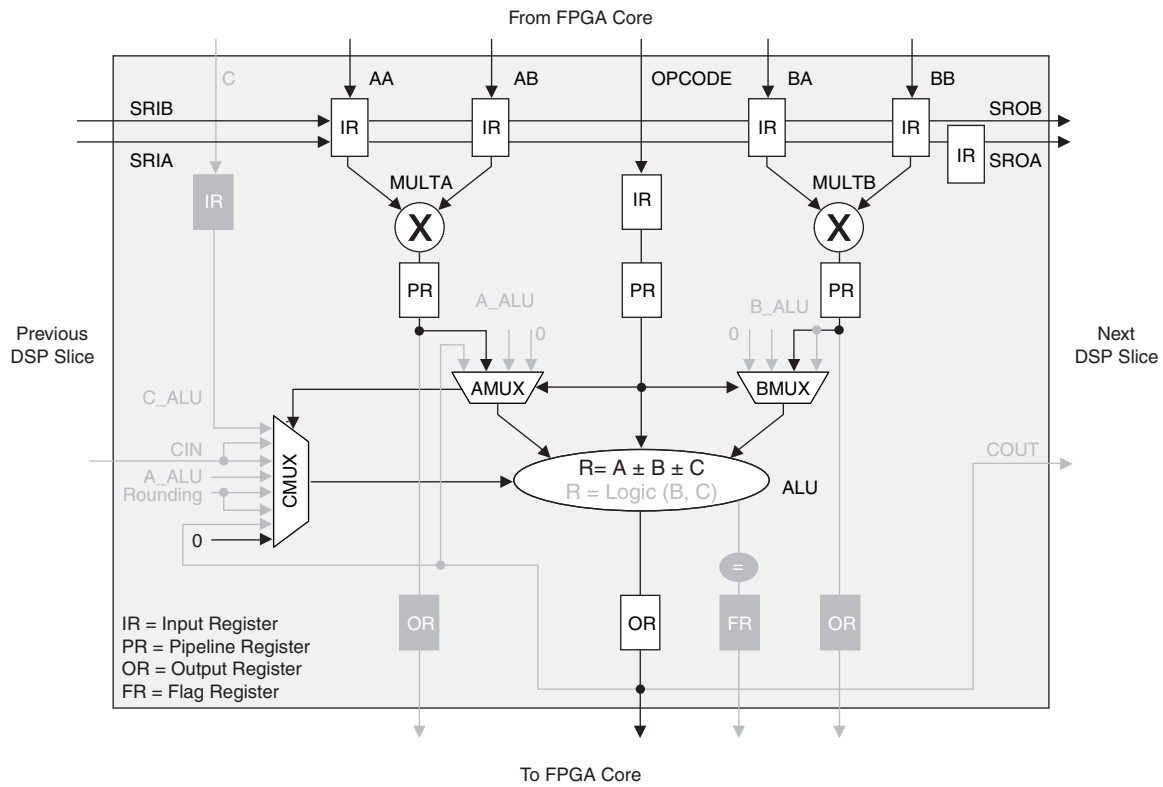 From FPGA Core
C
AA
AB
OPCODE
BA
BB
SRIB
SROB
IR
IR
IR
IR
SRIA
IR
SROA
IR
IR
MULTA
MULTB
X
X
PR
PR
PR
A_ALU
B_ALU
0
0
Previous
DSP Slice
Next
DSP Slice
AMUX
BMUX
C_ALU
CIN
A_ALU
Rounding
0
CMUX
R= A ± B ± C
R = Logic (B, C)
ALU
COUT
=
OR
OR
FR
OR
IR = Input Register
PR = Pipeline Register
OR = Output Register
FR = Flag Register
To FPGA Core